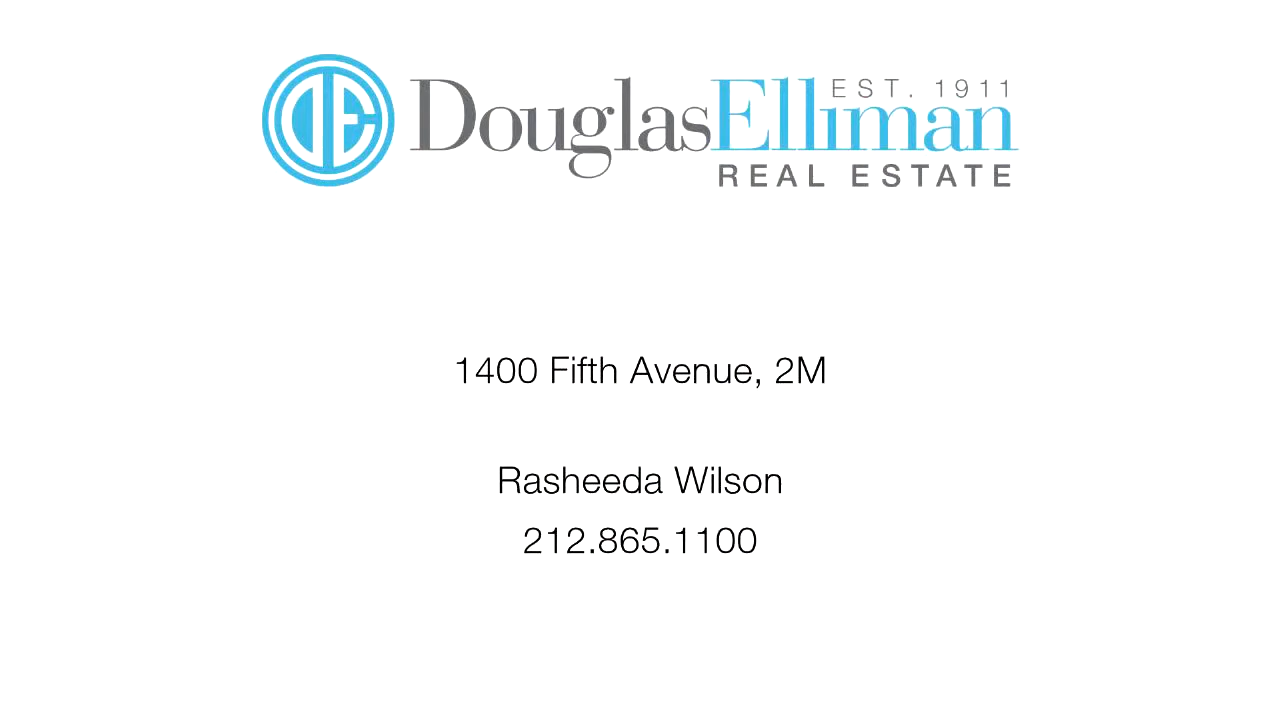 DouglasElliman EST. 1911
REAL ESTATE
1400 Fifth Avenue, 2M
Rasheeda Wilson
212.865.1100